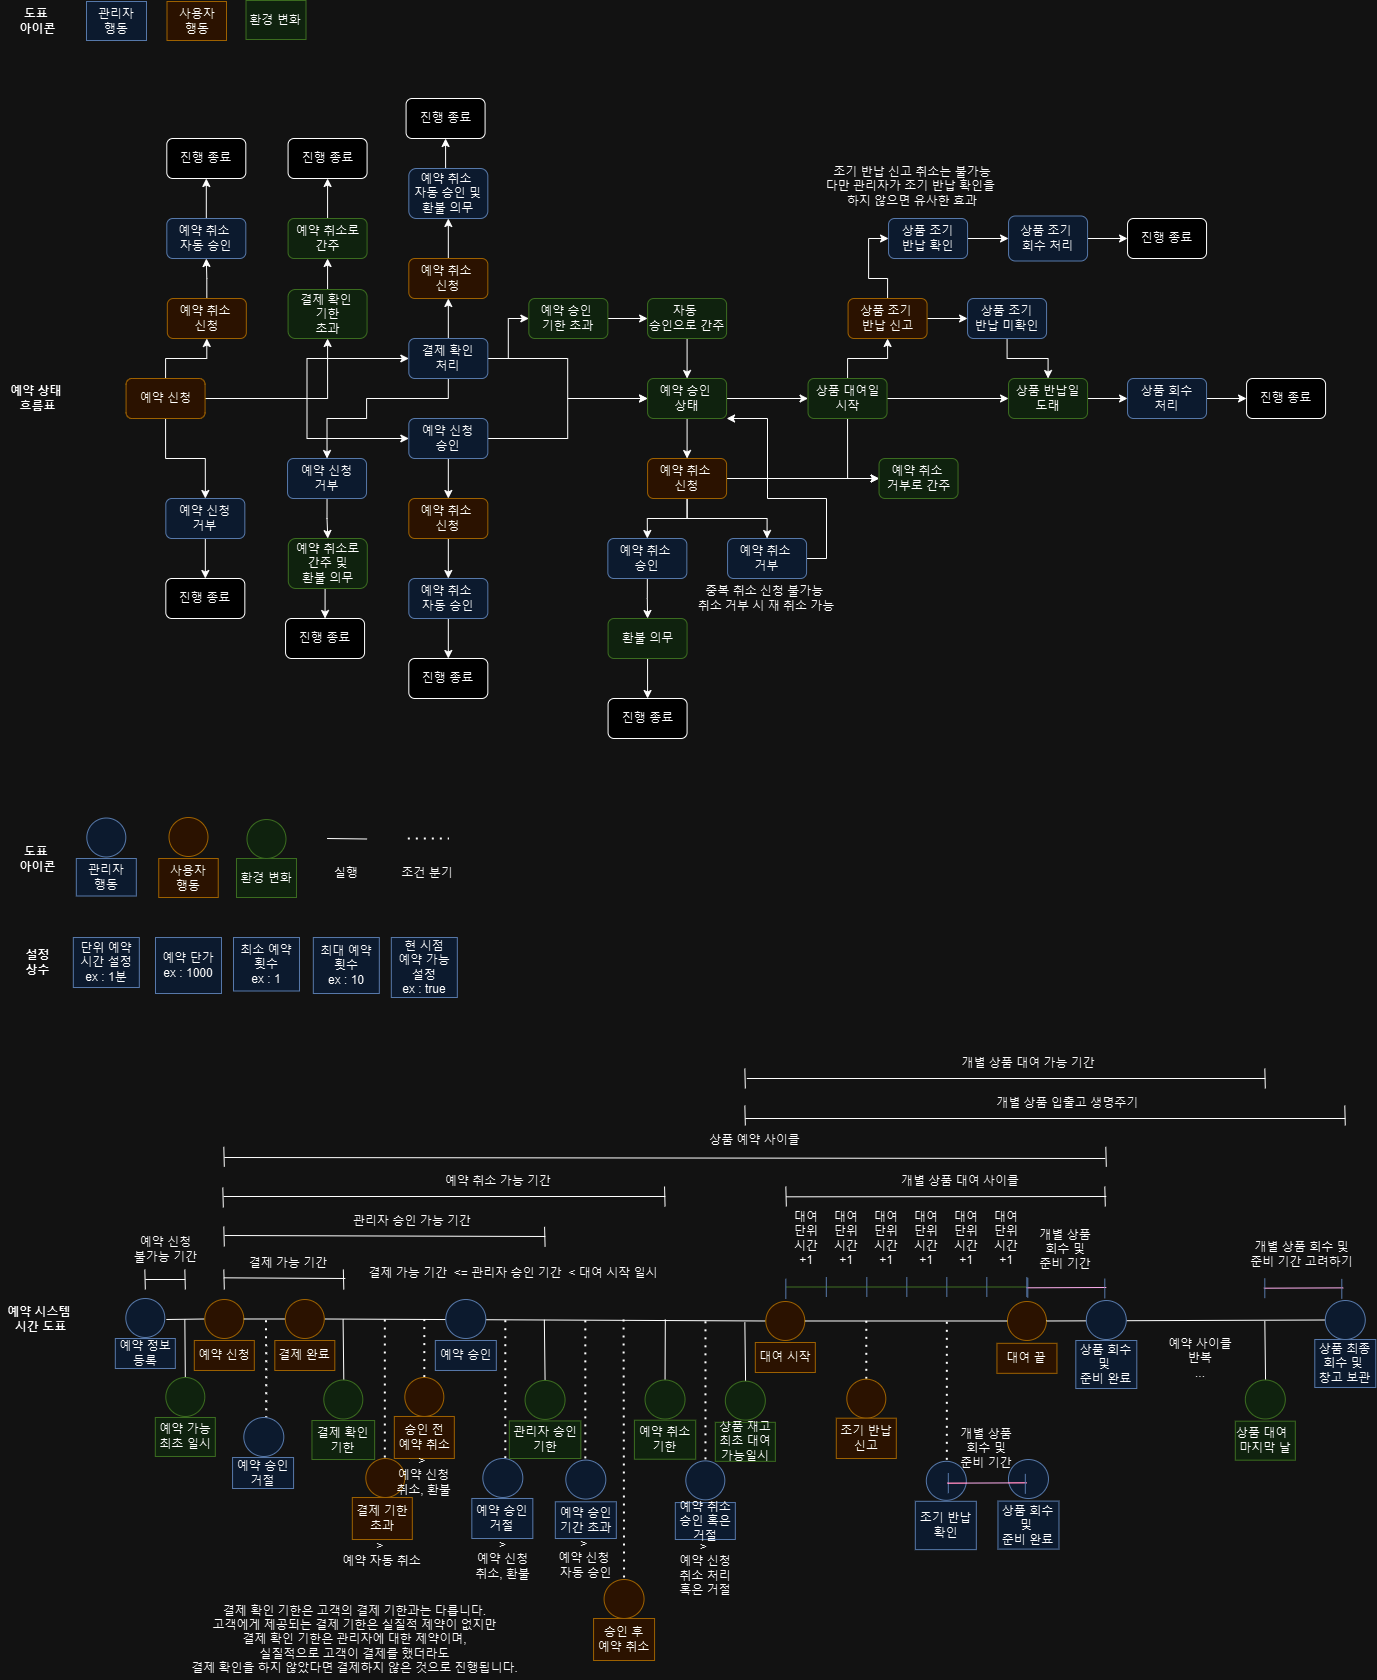 도표
아이콘
관리자
행동
사용자
행동
환경 변화
진행 종료
진행 종료
진행 종료
예약 취소
자동 승인 및
환불 의무
예약 취소
자동 승인
예약 취소로
간주
예약 취소
신청
예약 취소
신청
결제 확인
기한
초과
결제 확인
처리
예약 승인
기한 초과
자동
승인으로 간주
조기 반납 신고 취소는 불가능
다만 관리자가 조기 반납 확인을
하지 않으면 유사한 효과
상품 조기
반납 확인
상품 조기
회수 처리
진행 종료
상품 조기
반납 신고
상품 조기
반납 미확인
예약 상태
흐름표
예약 신청
예약 승인
상태
상품 대여일
시작
상품 반납일
도래
상품 회수
처리
진행 종료
예약 신청
승인
예약 신청
거부
예약 취소
신청
예약 취소
거부로 간주
예약 신청
거부
예약 취소
신청
예약 취소로
간주 및
환불 의무
예약 취소
승인
예약 취소
거부
중복 취소 신청 불가능
취소 거부 시 재 취소 가능
진행 종료
예약 취소
자동 승인
진행 종료
환불 의무
진행 종료
진행 종료
도표
아이콘
관리자
행동
사용자
행동
환경 변화
실행
조건 분기
설정
상수
단위 예약
시간 설정
ex : 1분
예약 단가
ex : 1000
최소 예약
횟수
ex : 1
최대 예약
횟수
ex : 10
현 시점
예약 가능
설정
ex : true
개별 상품 대여 가능 기간
개별 상품 입출고 생명주기
상품 예약 사이클
예약 취소 가능 기간
개별 상품 대여 사이클
관리자 승인 가능 기간
대여
단위
시간
+1
대여
단위
시간
+1
대여
단위
시간
+1
대여
단위
시간
+1
대여
단위
시간
+1
대여
단위
시간
+1
개별 상품
회수 및
준비 기간
개별 상품 회수 및
준비 기간 고려하기
예약 신청
불가능 기간
결제 가능 기간
결제 가능 기간 <= 관리자 승인 기간 < 대여 시작 일시
예약 시스템
시간 도표
예약 정보
등록
예약 신청
결제 완료
예약 승인
대여 시작
대여 끝
상품 회수
및
준비 완료
예약 사이클
반복
...
상품 최종
회수 및
창고 보관
예약 가능
최초 일시
예약 승인
거절
결제 확인
기한
승인 전
예약 취소
>
예약 신청
취소, 환불
관리자 승인
기한
예약 취소
기한
상품 재고
최초 대여
가능일시
조기 반납
신고
개별 상품
회수 및
준비 기간
상품 대여
마지막 날
결제 기한
초과
>
예약 자동 취소
예약 승인
거절
>
예약 신청
취소, 환불
예약 승인
기간 초과
>
예약 신청
자동 승인
예약 취소
승인 혹은
거절
>
예약 신청
취소 처리
혹은 거절
조기 반납
확인
상품 회수
및
준비 완료
승인 후
예약 취소
결제 확인 기한은 고객의 결제 기한과는 다릅니다.
고객에게 제공되는 결제 기한은 실질적 제약이 없지만
결제 확인 기한은 관리자에 대한 제약이며,
실질적으로 고객이 결제를 했더라도
결제 확인을 하지 않았다면 결제하지 않은 것으로 진행됩니다.